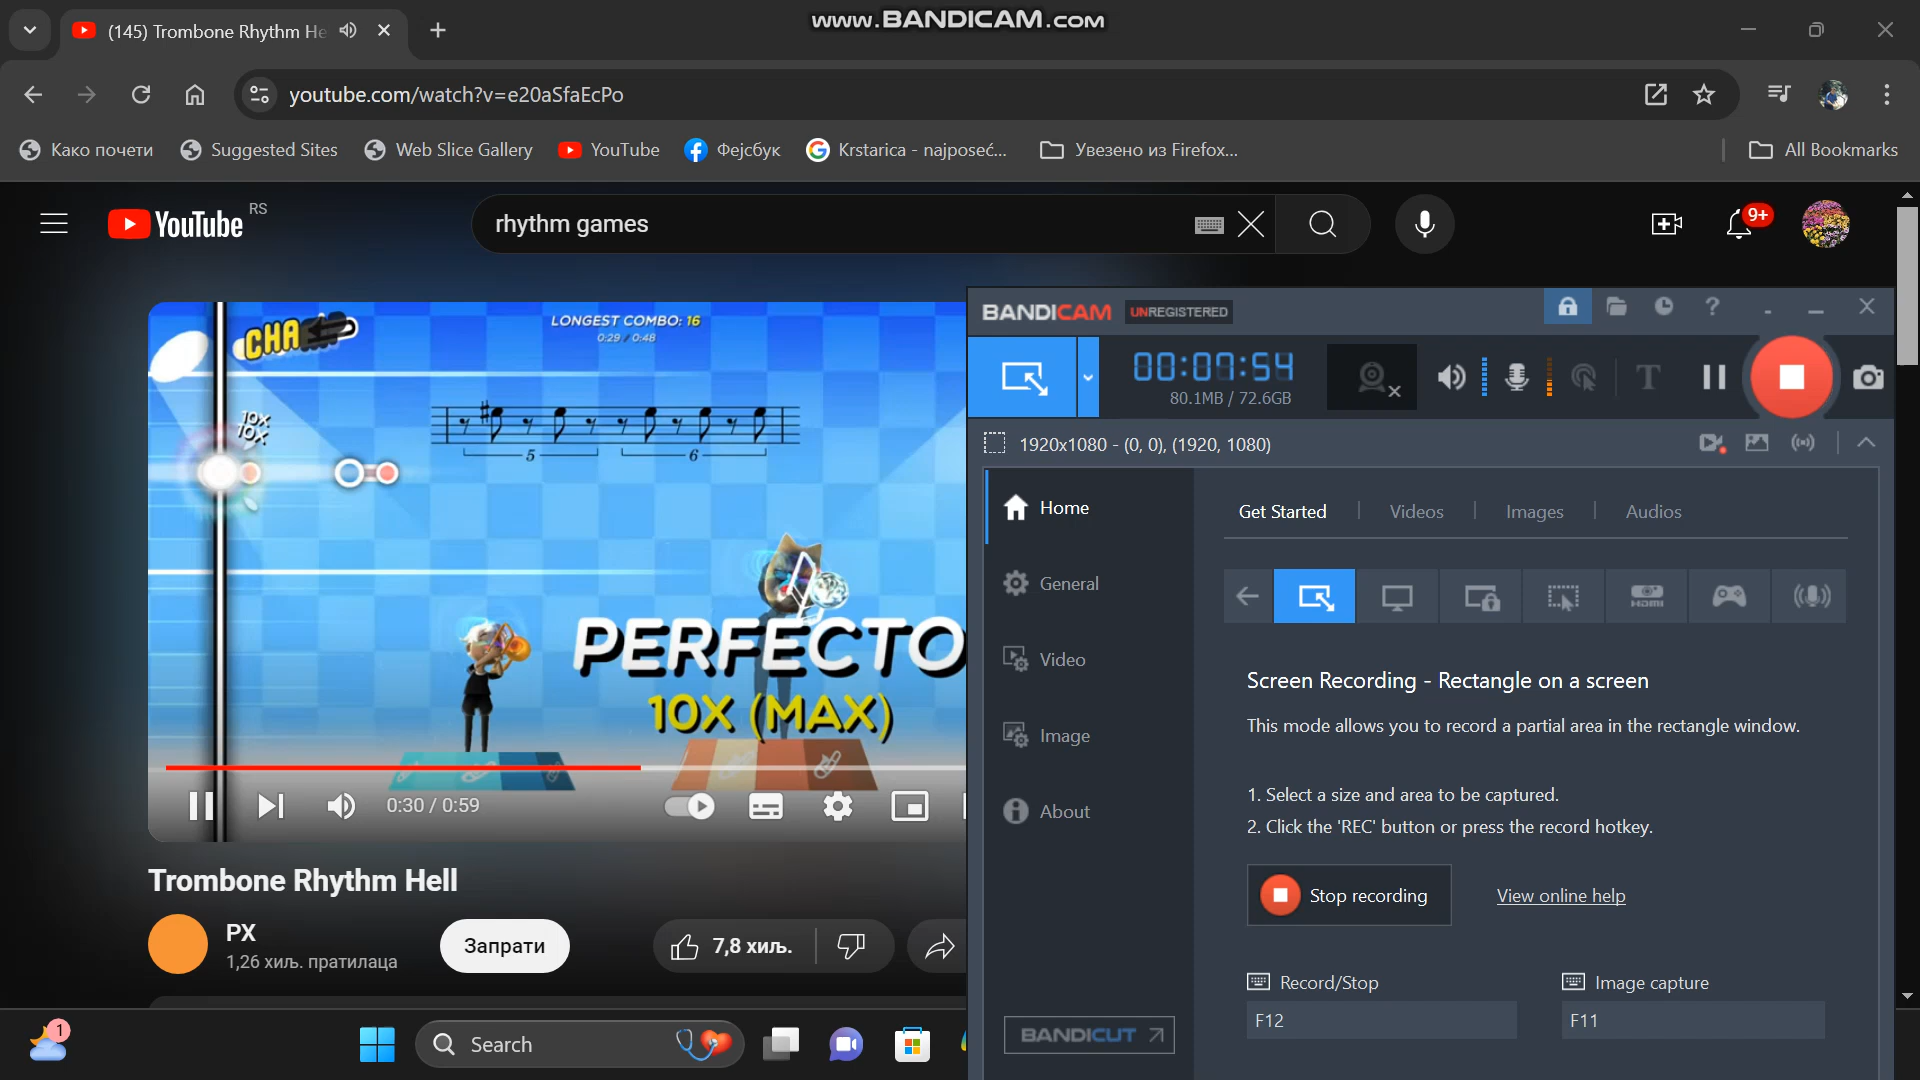 www.BANDICAM.com
(145) Trombone Rhythm He
youtube.com/watch?v=e20aSfaEcPo
Како почети
Suggested Sites
Web Slice Gallery
YouTube
Фејсбук
Krstarica - najposeć...
Увезено из Firefox...
All Bookmarks
YouTube RS
rhythm games
9+
LONGEST COMBO: 16
0:29 / 0:48
10X
10X
5
6
PERFECTO
10X (MAX)
0:30 / 0:59
Trombone Rhythm Hell
PX
1,26 хиљ. пратилаца
Запрати
7,8 хиљ.
BANDICAM UNREGISTERED
00:07:54
80.1MB / 72.6GB
1920x1080 - (0, 0), (1920, 1080)
Home
General
Video
Image
About
BANDICUT
Get Started
Videos
Images
Audios
HDMI
Screen Recording - Rectangle on a screen
This mode allows you to record a partial area in the rectangle window.
1. Select a size and area to be captured.
2. Click the 'REC' button or press the record hotkey.
Stop recording
View online help
Record/Stop
F12
Image capture
F11
1
Search